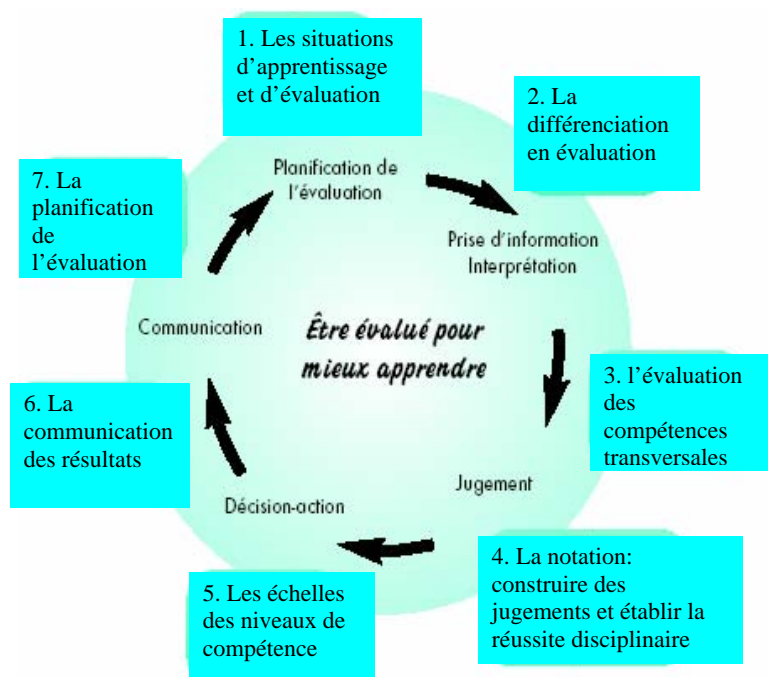 1. Les situations
d'apprentissage
et d'évaluation
2. La
différenciation
en évaluation
7. La
planification
de
l'évaluation
Planification de
l'évaluation
Prise d'information
Interprétation
Communication
Être évalué pour
mieux apprendre
3. l'évaluation
des
compétences
transversales
6. La
communication
des résultats
Jugement
Décision-action
4. La notation:
construire des
jugements et établir la
réussite disciplinaire
5. Les échelles
des niveaux de
compétence